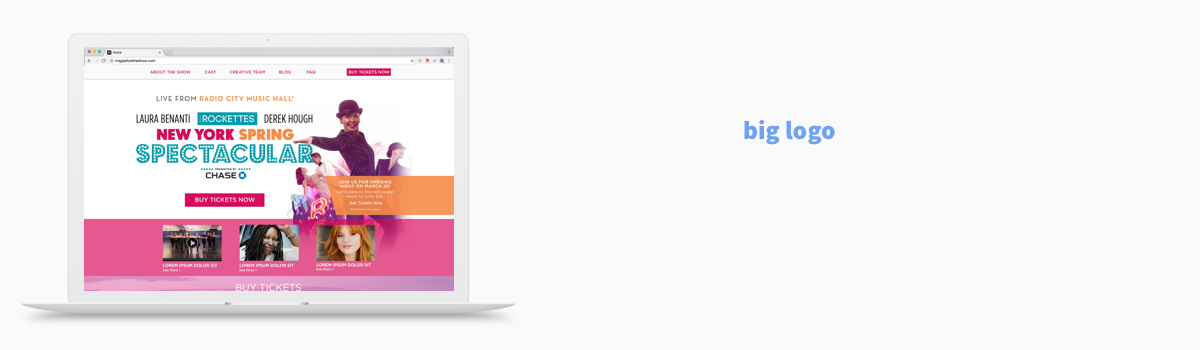 Home
msgbeforetheshow.com
ABOUT THE SHOW CAST CREATIVE TEAM BLOG FAQ BUY TICKETS NOW
LIVE FROM RADIO CITY MUSIC HALL
LAURA BENANTI ROCKETTES DEREK HOUGH
NEW YORK SPRING
SPECTACULAR
PRESENTED BY
CHASE
JOIN US FOR OPENING
NIGHT ON MARCH 26!
Get Tickets Now
BUY TICKETS NOW
LOREM IPSUM DOLOR SIT LOREM IPSUM DOLOR SIT LOREM IPSUM DOLOR SIT
See More > See More > See More >
BUY TICKETS
big logo